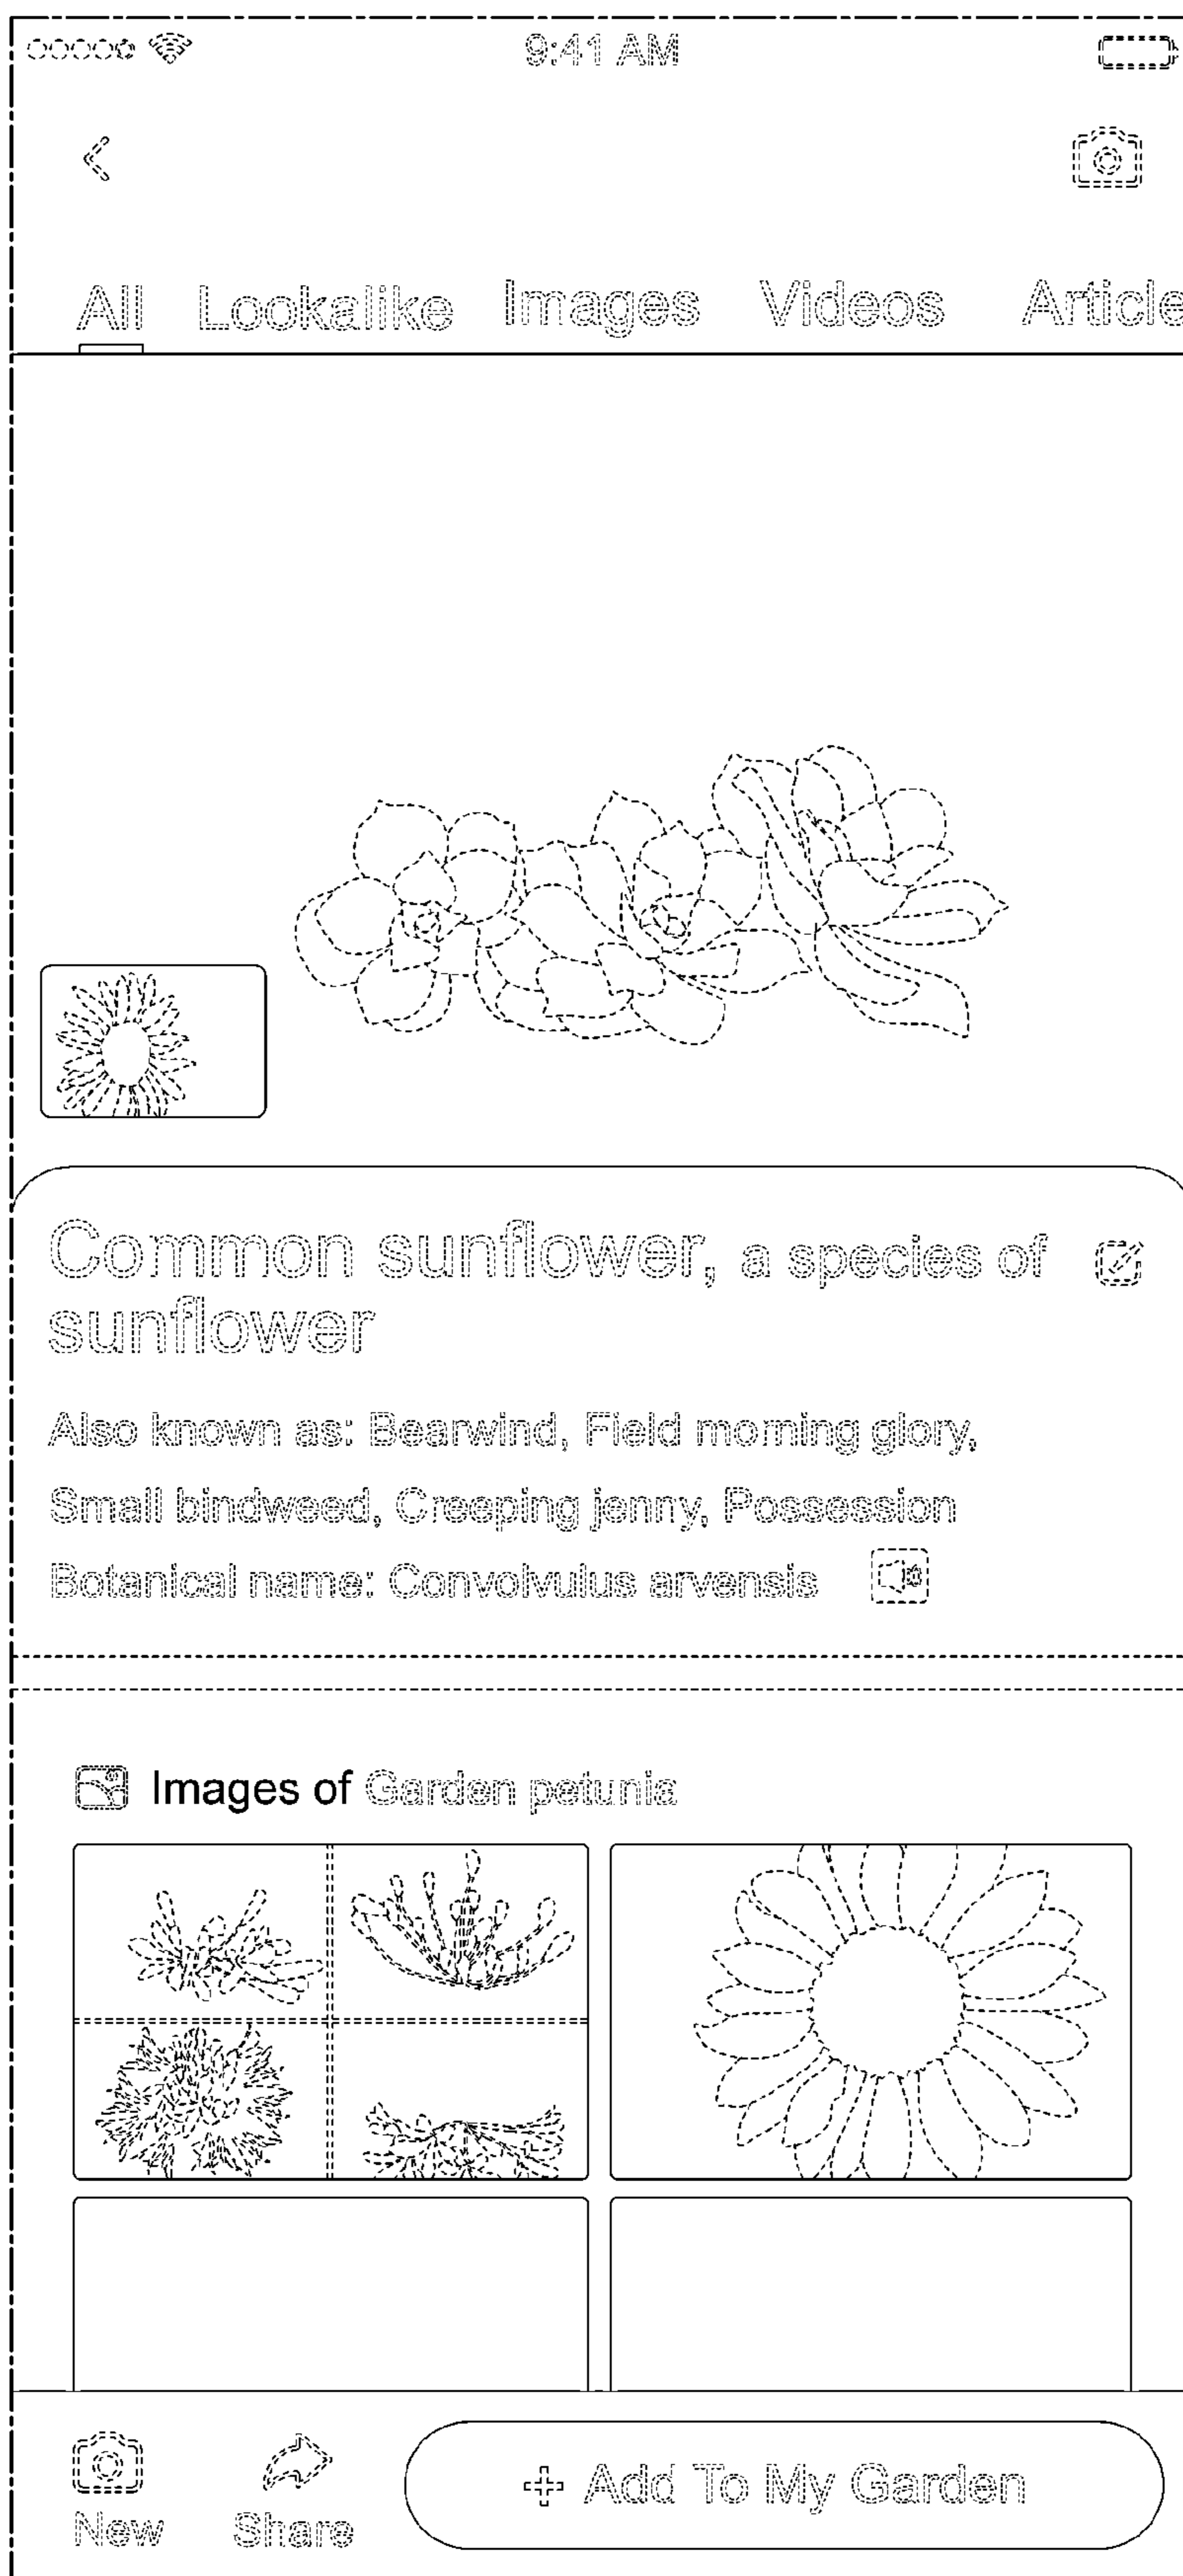 9:41 AM
All Lookalike Images Videos Article
Common sunflower, a species of
sunflower
Also known as: Bearwind, Field morning glory,
Small bindweed, Creeping jenny, Possession
Botanical name: Convolvulus arvensis
Images of Garden petunia
New Share + Add To My Garden